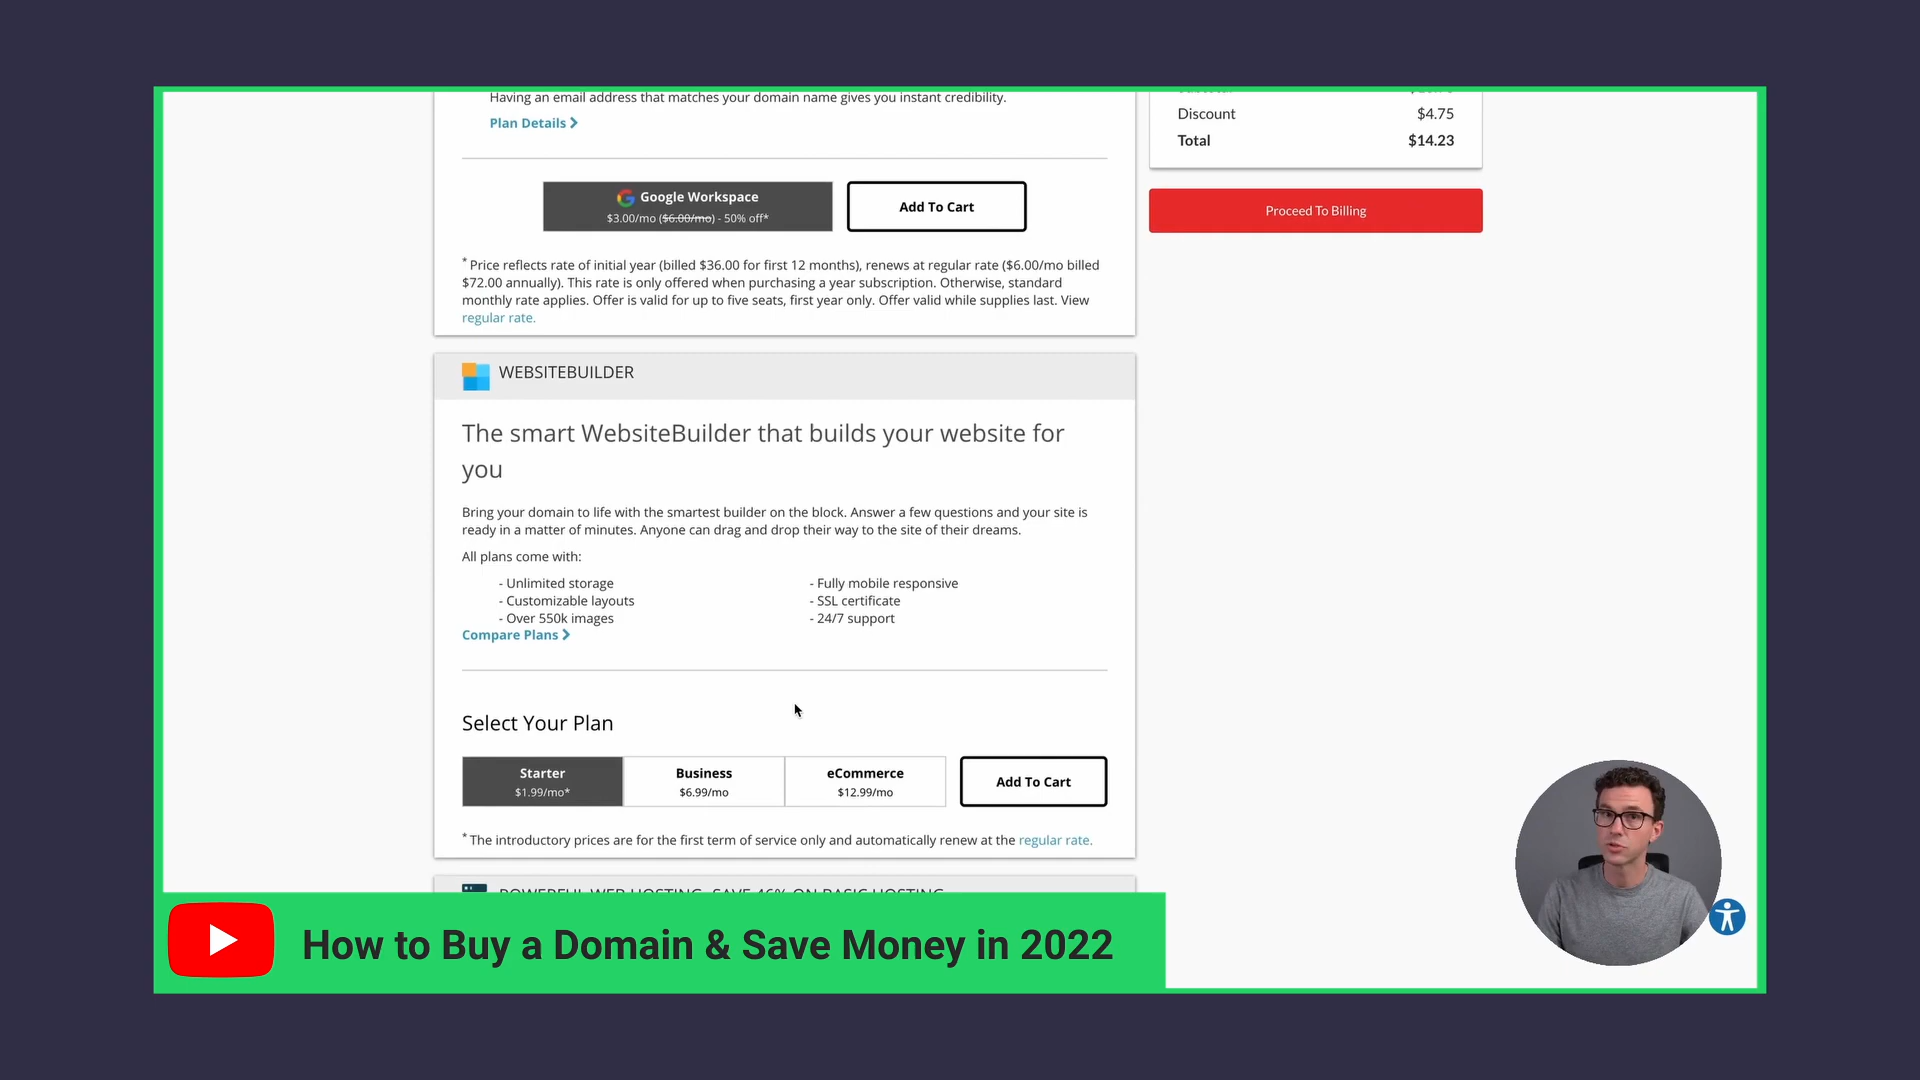 Having an email address that matches your domain name gives you instant credibility.
Plan Details
Discount $4.75
Total $14.23
Google Workspace
$3.00/mo ($6.00/mo) - 50% off*
Add To Cart
Proceed To Billing
* Price reflects rate of initial year (billed $36.00 for first 12 months), renews at regular rate ($6.00/mo billed
$72.00 annually). This rate is only offered when purchasing a year subscription. Otherwise, standard
monthly rate applies. Offer is valid for up to five seats, first year only. Offer valid while supplies last. View
regular rate.
WEBSITEBUILDER
The smart WebsiteBuilder that builds your website for
you
Bring your domain to life with the smartest builder on the block. Answer a few questions and your site is
ready in a matter of minutes. Anyone can drag and drop their way to the site of their dreams.
All plans come with:
- Unlimited storage
- Customizable layouts
- Over 550k images
- Fully mobile responsive
- SSL certificate
- 24/7 support
Compare Plans
Select Your Plan
Starter
$1.99/mo*
Business
$6.99/mo
eCommerce
$12.99/mo
Add To Cart
* The introductory prices are for the first term of service only and automatically renew at the regular rate.
POWERFUL WEB HOSTING- SAVE 46% ON BASIC HOSTING
How to Buy a Domain & Save Money in 2022